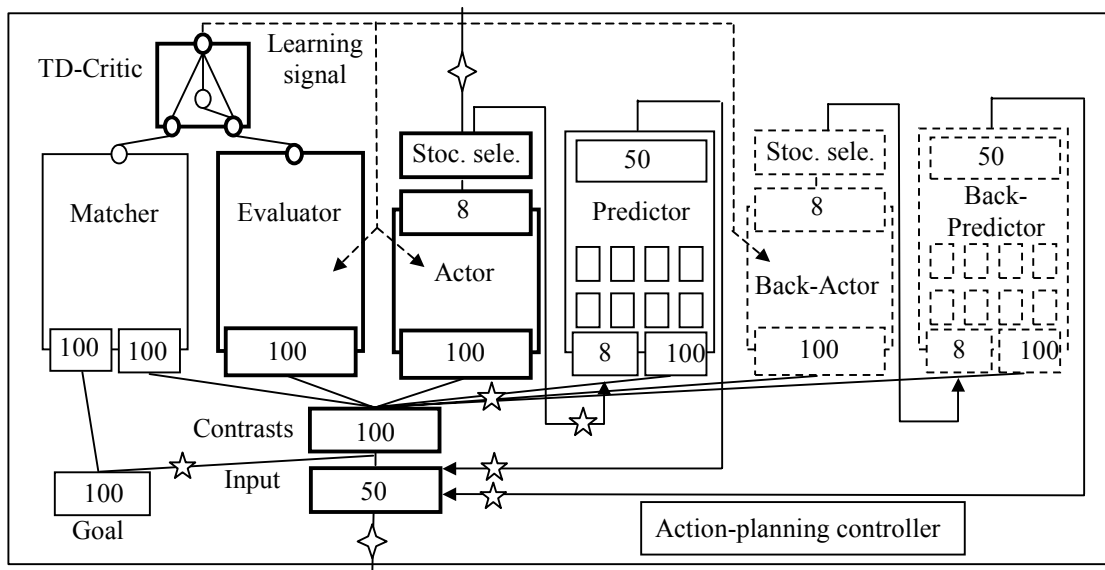 Learning
signal
TD-Critic
Stoc. sele.
Stoc. sele.
50
50
Matcher
Evaluator
8
Predictor
8
Back-
Predictor
Actor
Back-Actor
100
100
100
100
8
100
100
8
100
Contrasts
100
Input
100
50
Goal
Action-planning controller